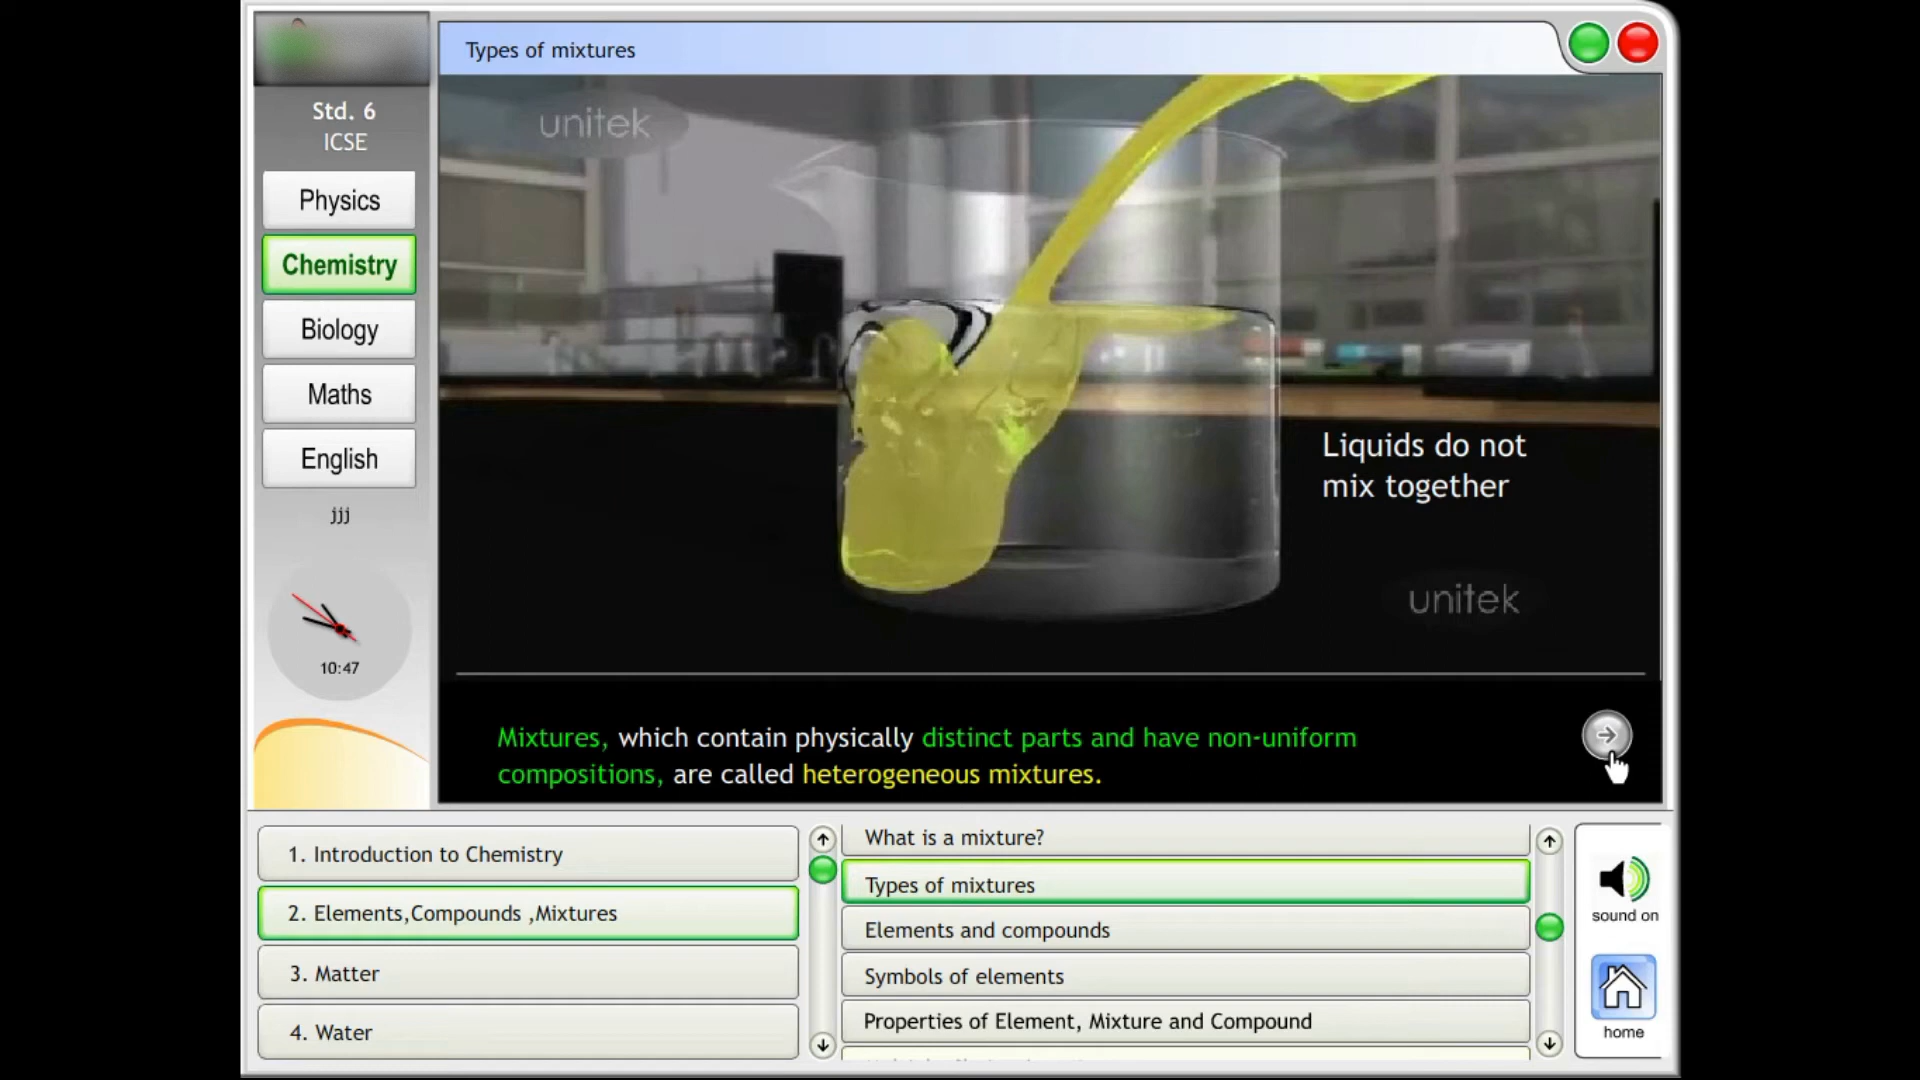 Types of mixtures
unitek
Std. 6
ICSE
Physics
Chemistry
Biology
Maths
English
jjj
10:47
Liquids do not
mix together
unitek
Mixtures, which contain physically distinct parts and have non-uniform
compositions, are called heterogeneous mixtures.
1. Introduction to Chemistry
2. Elements,Compounds ,Mixtures
3. Matter
4. Water
What is a mixture?
Types of mixtures
Elements and compounds
Symbols of elements
Properties of Element, Mixture and Compound
sound on
home